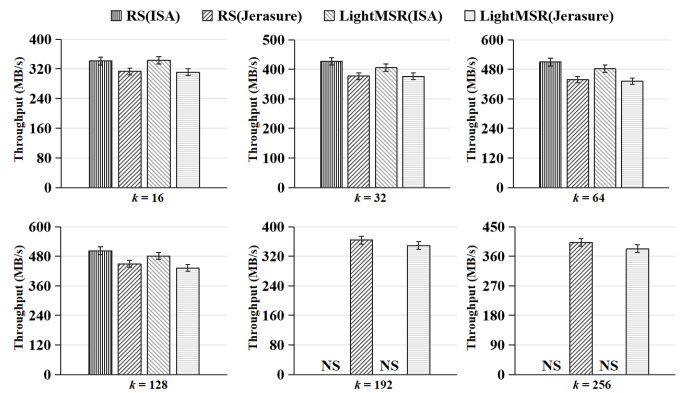 RS(ISA) RS(Jerasure) LightMSR(ISA) LightMSR(Jerasure)
Throughput (MB/s)
400
320
240
160
80
0
k = 16
Throughput (MB/s)
500
400
300
200
100
0
k = 32
Throughput (MB/s)
600
480
360
240
120
0
k = 64
Throughput (MB/s)
600
480
360
240
120
0
k = 128
Throughput (MB/s)
400
320
240
160
80
0
NS NS
k = 192
Throughput (MB/s)
450
360
270
180
90
0
NS NS
k = 256